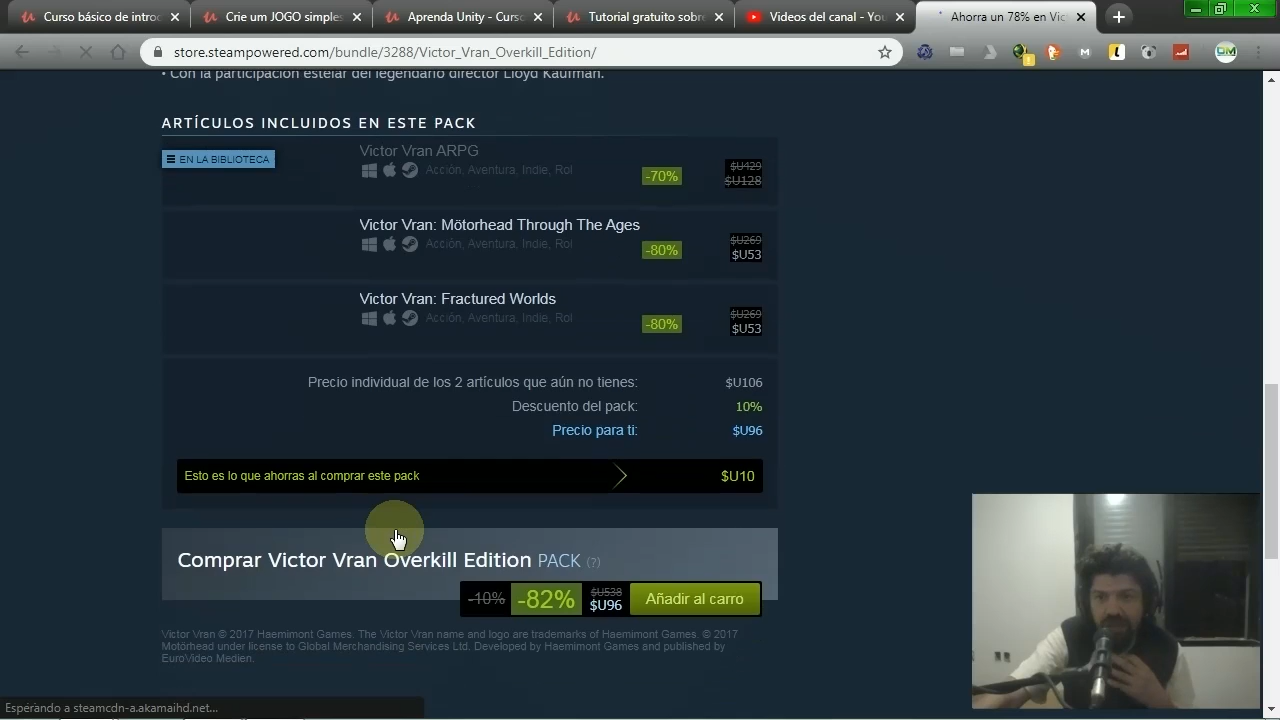 Curso básico de introd
Crie um JOGO simples
Aprenda Unity - Curso
Tutorial gratuito sobre
Videos del canal - You
Ahorra un 78% en Vic
store.steampowered.com/bundle/3288/Victor_Vran_Overkill_Edition/
• Con la participación estelar del legendario director Lloyd Kaufman.
ARTÍCULOS INCLUIDOS EN ESTE PACK
EN LA BIBLIOTECA
Victor Vran ARPG
Acción, Aventura, Indie, Rol
-70%
$U429
$U128
Victor Vran: Mötorhead Through The Ages
Acción, Aventura, Indie, Rol
-80%
$U269
$U53
Victor Vran: Fractured Worlds
Acción, Aventura, Indie, Rol
-80%
$U269
$U53
Precio individual de los 2 artículos que aún no tienes: $U106
Descuento del pack: 10%
Precio para ti: $U96
Esto es lo que ahorras al comprar este pack $U10
Comprar Victor Vran Overkill Edition PACK (?)
-10% -82% $U538 $U96 Añadir al carro
Victor Vran © 2017 Haemimont Games. The Victor Vran name and logo are trademarks of Haemimont Games. © 2017
Motörhead under license to Global Merchandising Services Ltd. Developed by Haemimont Games and published by
EuroVideo Medien.
Esperando a steamcdn-a.akamaihd.net...